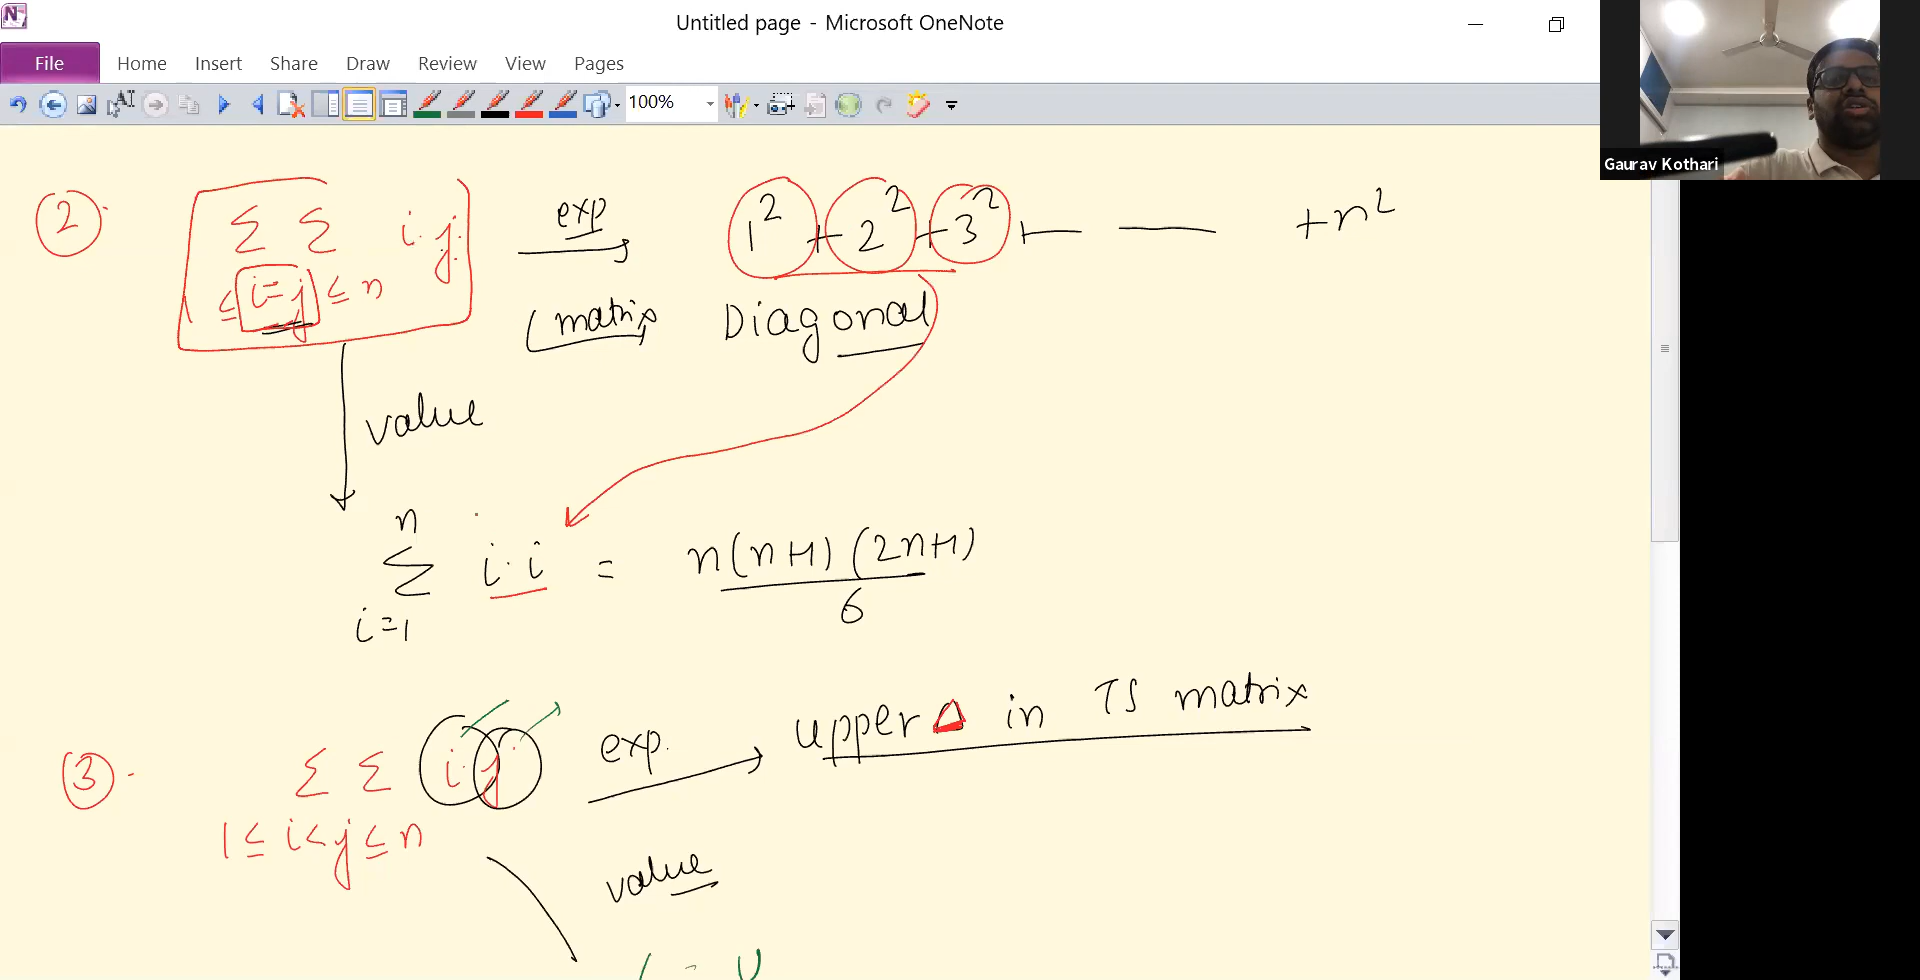 Untitled page - Microsoft OneNote
File Home Insert Share Draw Review View Pages
100%
Gaurav Kothari
② Σ Σ i.j. exp 1² + 2² + 3² + — — +n²
1 ≤ i=j ≤ n (matrix Diagonal
value
n
Σ i.i = n(n+1)(2n+1)
i=1 6
③ Σ Σ i.j exp. upper Δ in TS matrix
1 ≤ i<j ≤ n
value